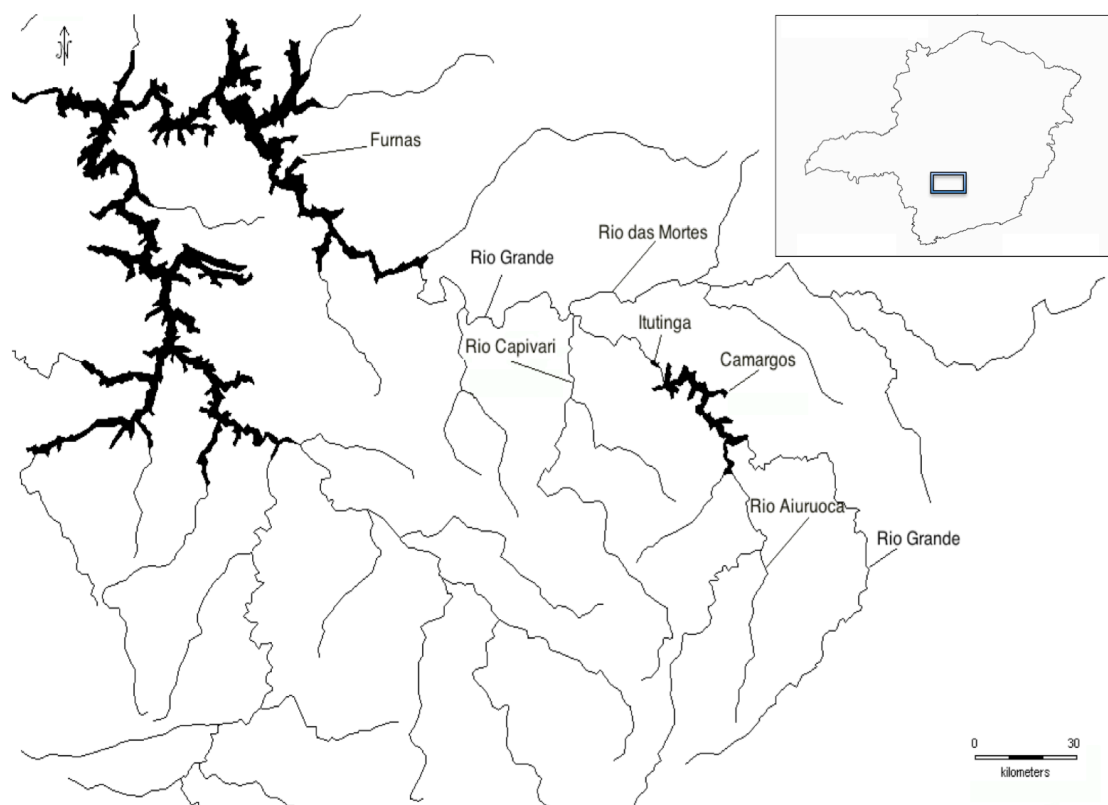 N
Furnas
Rio das Mortes
Rio Grande
Itutinga
Rio Capivari
Camargos
Rio Aiuruoca
Rio Grande
0 30
kilometers